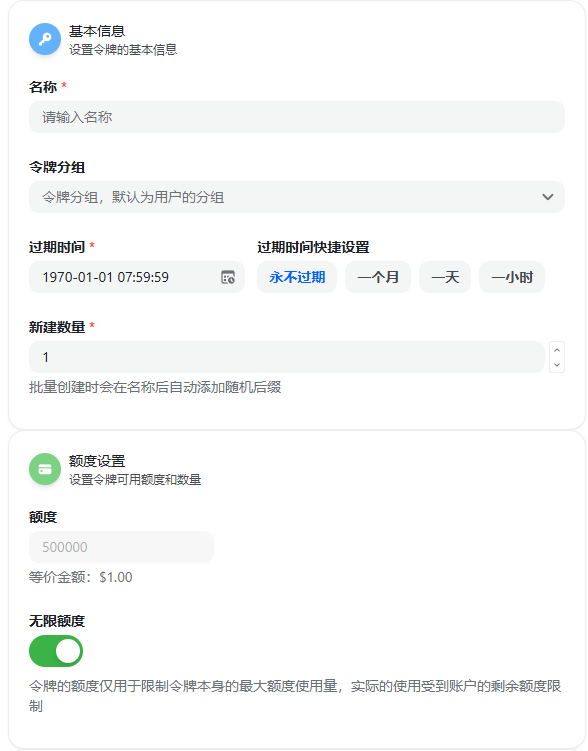 基本信息
设置令牌的基本信息
名称 *
请输入名称
令牌分组
令牌分组，默认为用户的分组
过期时间 * 过期时间快捷设置
1970-01-01 07:59:59 永不过期 一个月 一天 一小时
新建数量 *
1
批量创建时会在名称后自动添加随机后缀
额度设置
设置令牌可用额度和数量
额度
500000
等价金额：$1.00
无限额度
令牌的额度仅用于限制令牌本身的最大额度使用量，实际的使用受到账户的剩余额度限
制